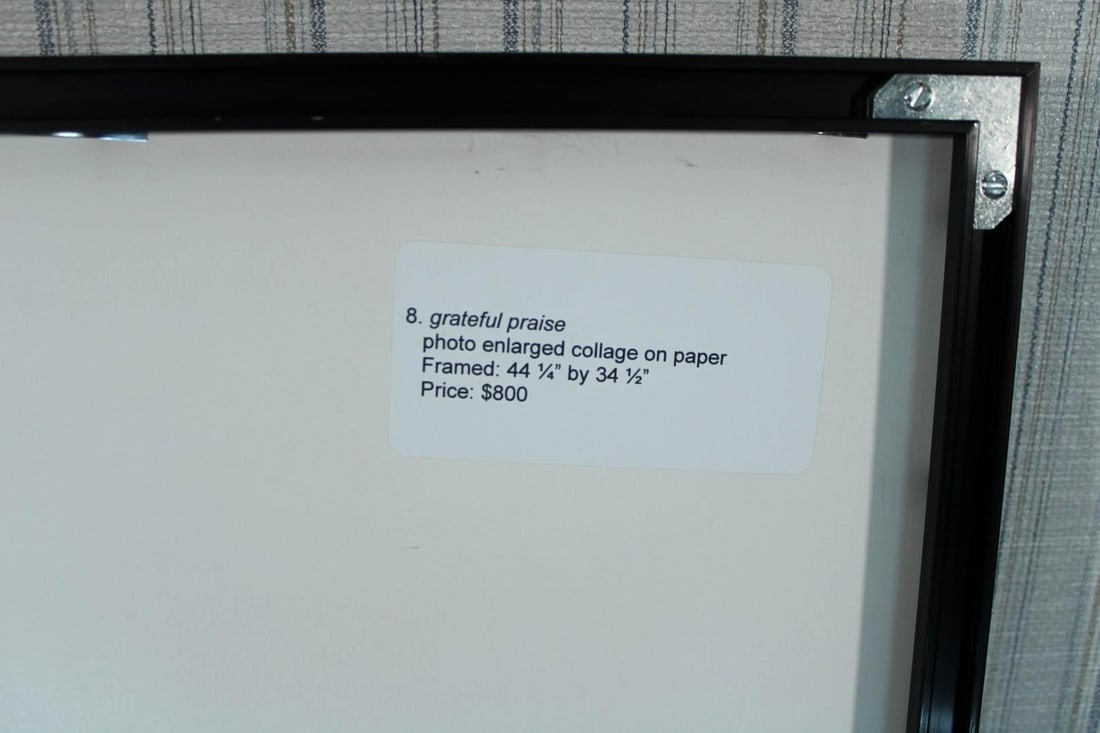 8. grateful praise
photo enlarged collage on paper
Framed: 44 ¼” by 34 ½”
Price: $800